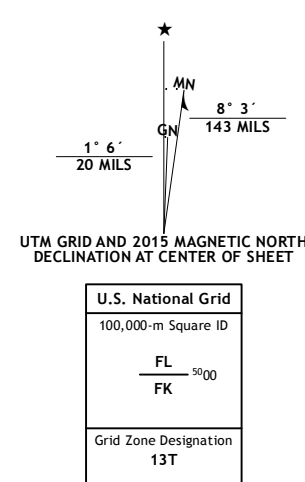 ★
MN
GN
8° 3´
143 MILS
1° 6´
20 MILS
UTM GRID AND 2015 MAGNETIC NORTH
DECLINATION AT CENTER OF SHEET
U.S. National Grid
100,000-m Square ID
FL
5000
FK
Grid Zone Designation
13T